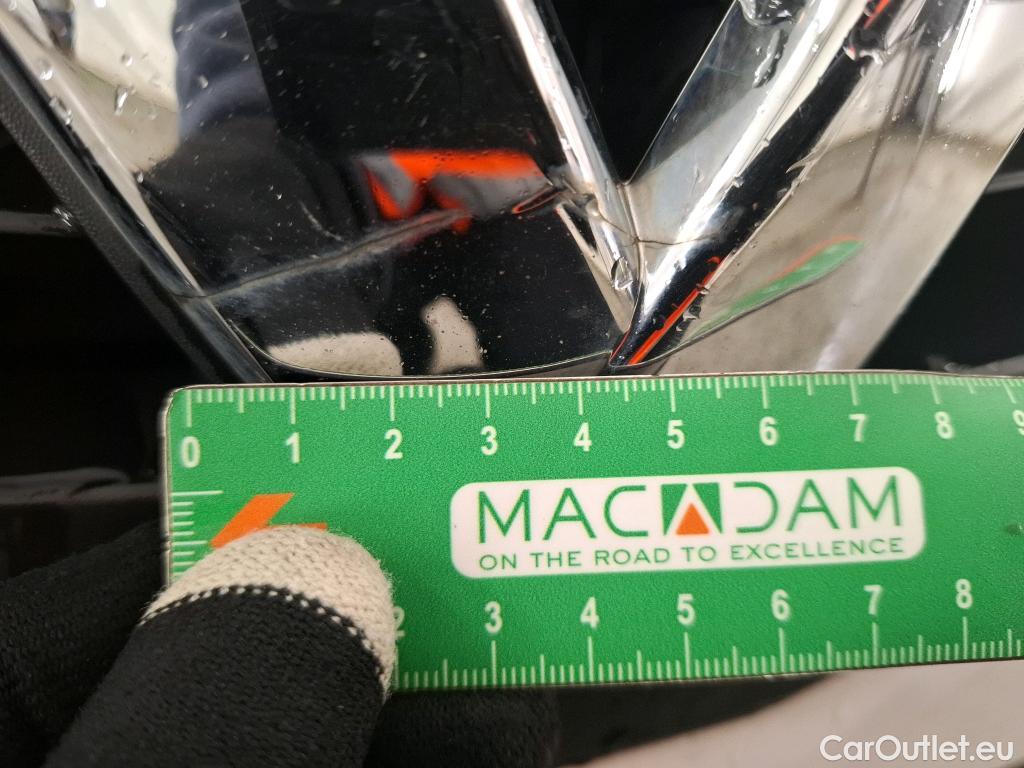 0 1 2 3 4 5 6 7 8 9
MACADAM
ON THE ROAD TO EXCELLENCE
2 3 4 5 6 7 8
CarOutlet.eu